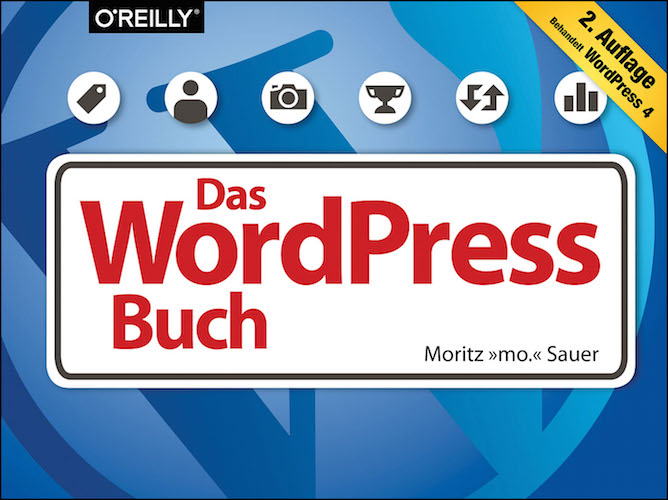 O'REILLY®
2. Auflage
Behandelt WordPress 4
Das
WordPress
Buch
Moritz »mo.« Sauer